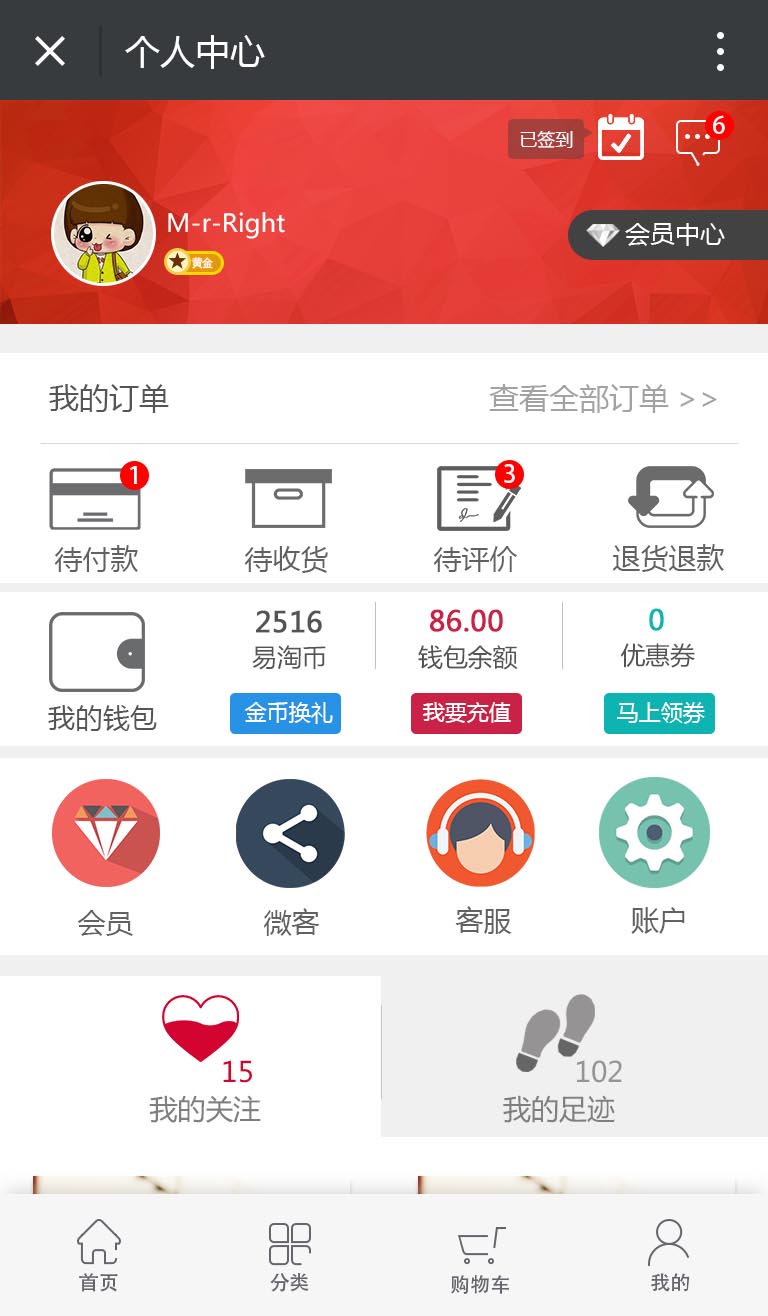 个人中心
已签到
6
M-r-Right
黄金
会员中心
我的订单
查看全部订单 >>
1
3
待付款
待收货
待评价
退货退款
2516
86.00
0
易淘币
钱包余额
优惠券
我的钱包
金币换礼
我要充值
马上领券
会员
微客
客服
账户
15
102
我的关注
我的足迹
首页
分类
购物车
我的